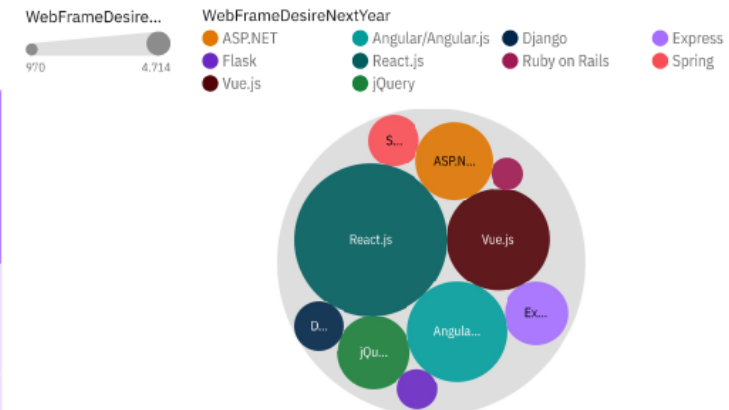 WebFrameDesire...
970 4.714
WebFrameDesireNextYear
ASP.NET Angular/Angular.js Django Express
Flask React.js Ruby on Rails Spring
Vue.js jQuery
S...
ASP.N...
React.js
Vue.js
Ex...
D...
Angula...
jQu...